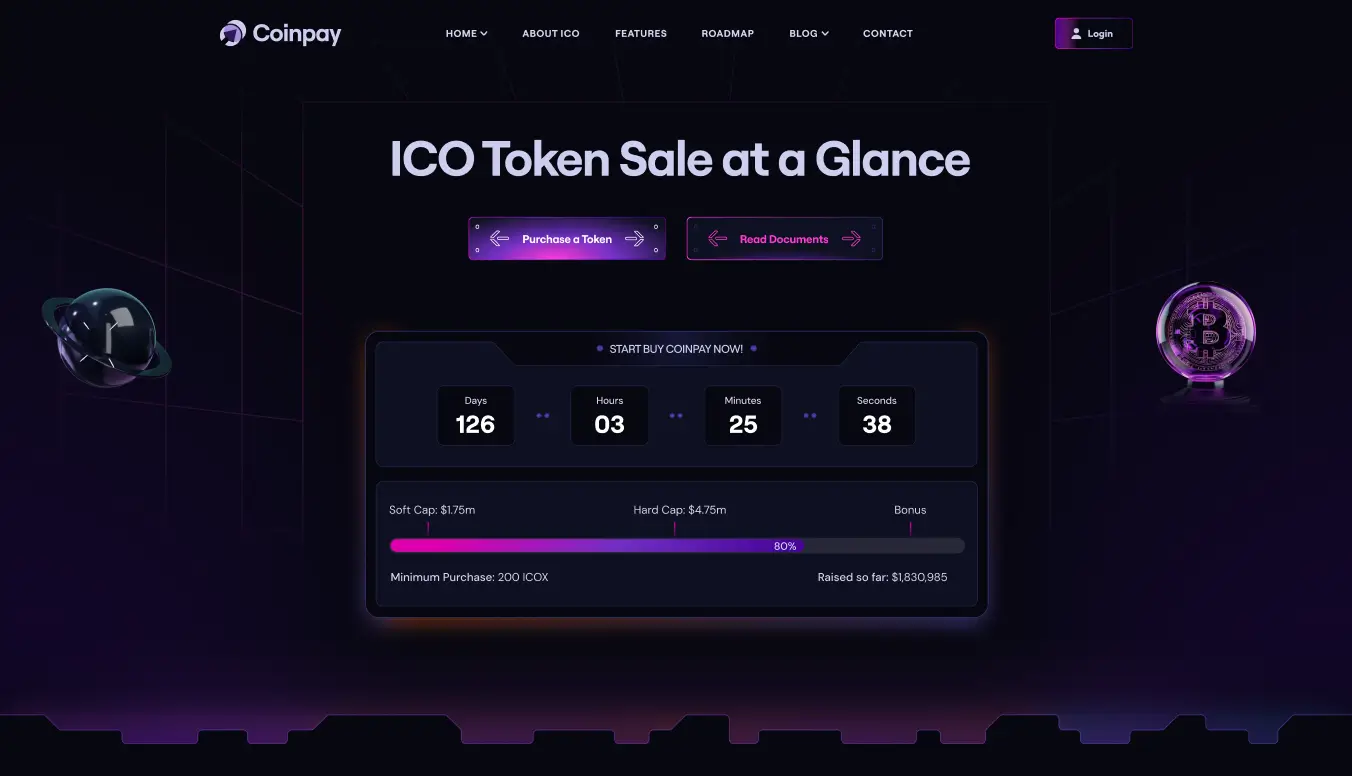 Coinpay
HOME ABOUT ICO FEATURES ROADMAP BLOG CONTACT
Login
ICO Token Sale at a Glance
Purchase a Token
Read Documents
START BUY COINPAY NOW!
Days Hours Minutes Seconds
126 03 25 38
Soft Cap: $1.75m Hard Cap: $4.75m Bonus
80%
Minimum Purchase: 200 ICOX Raised so far: $1,830,985